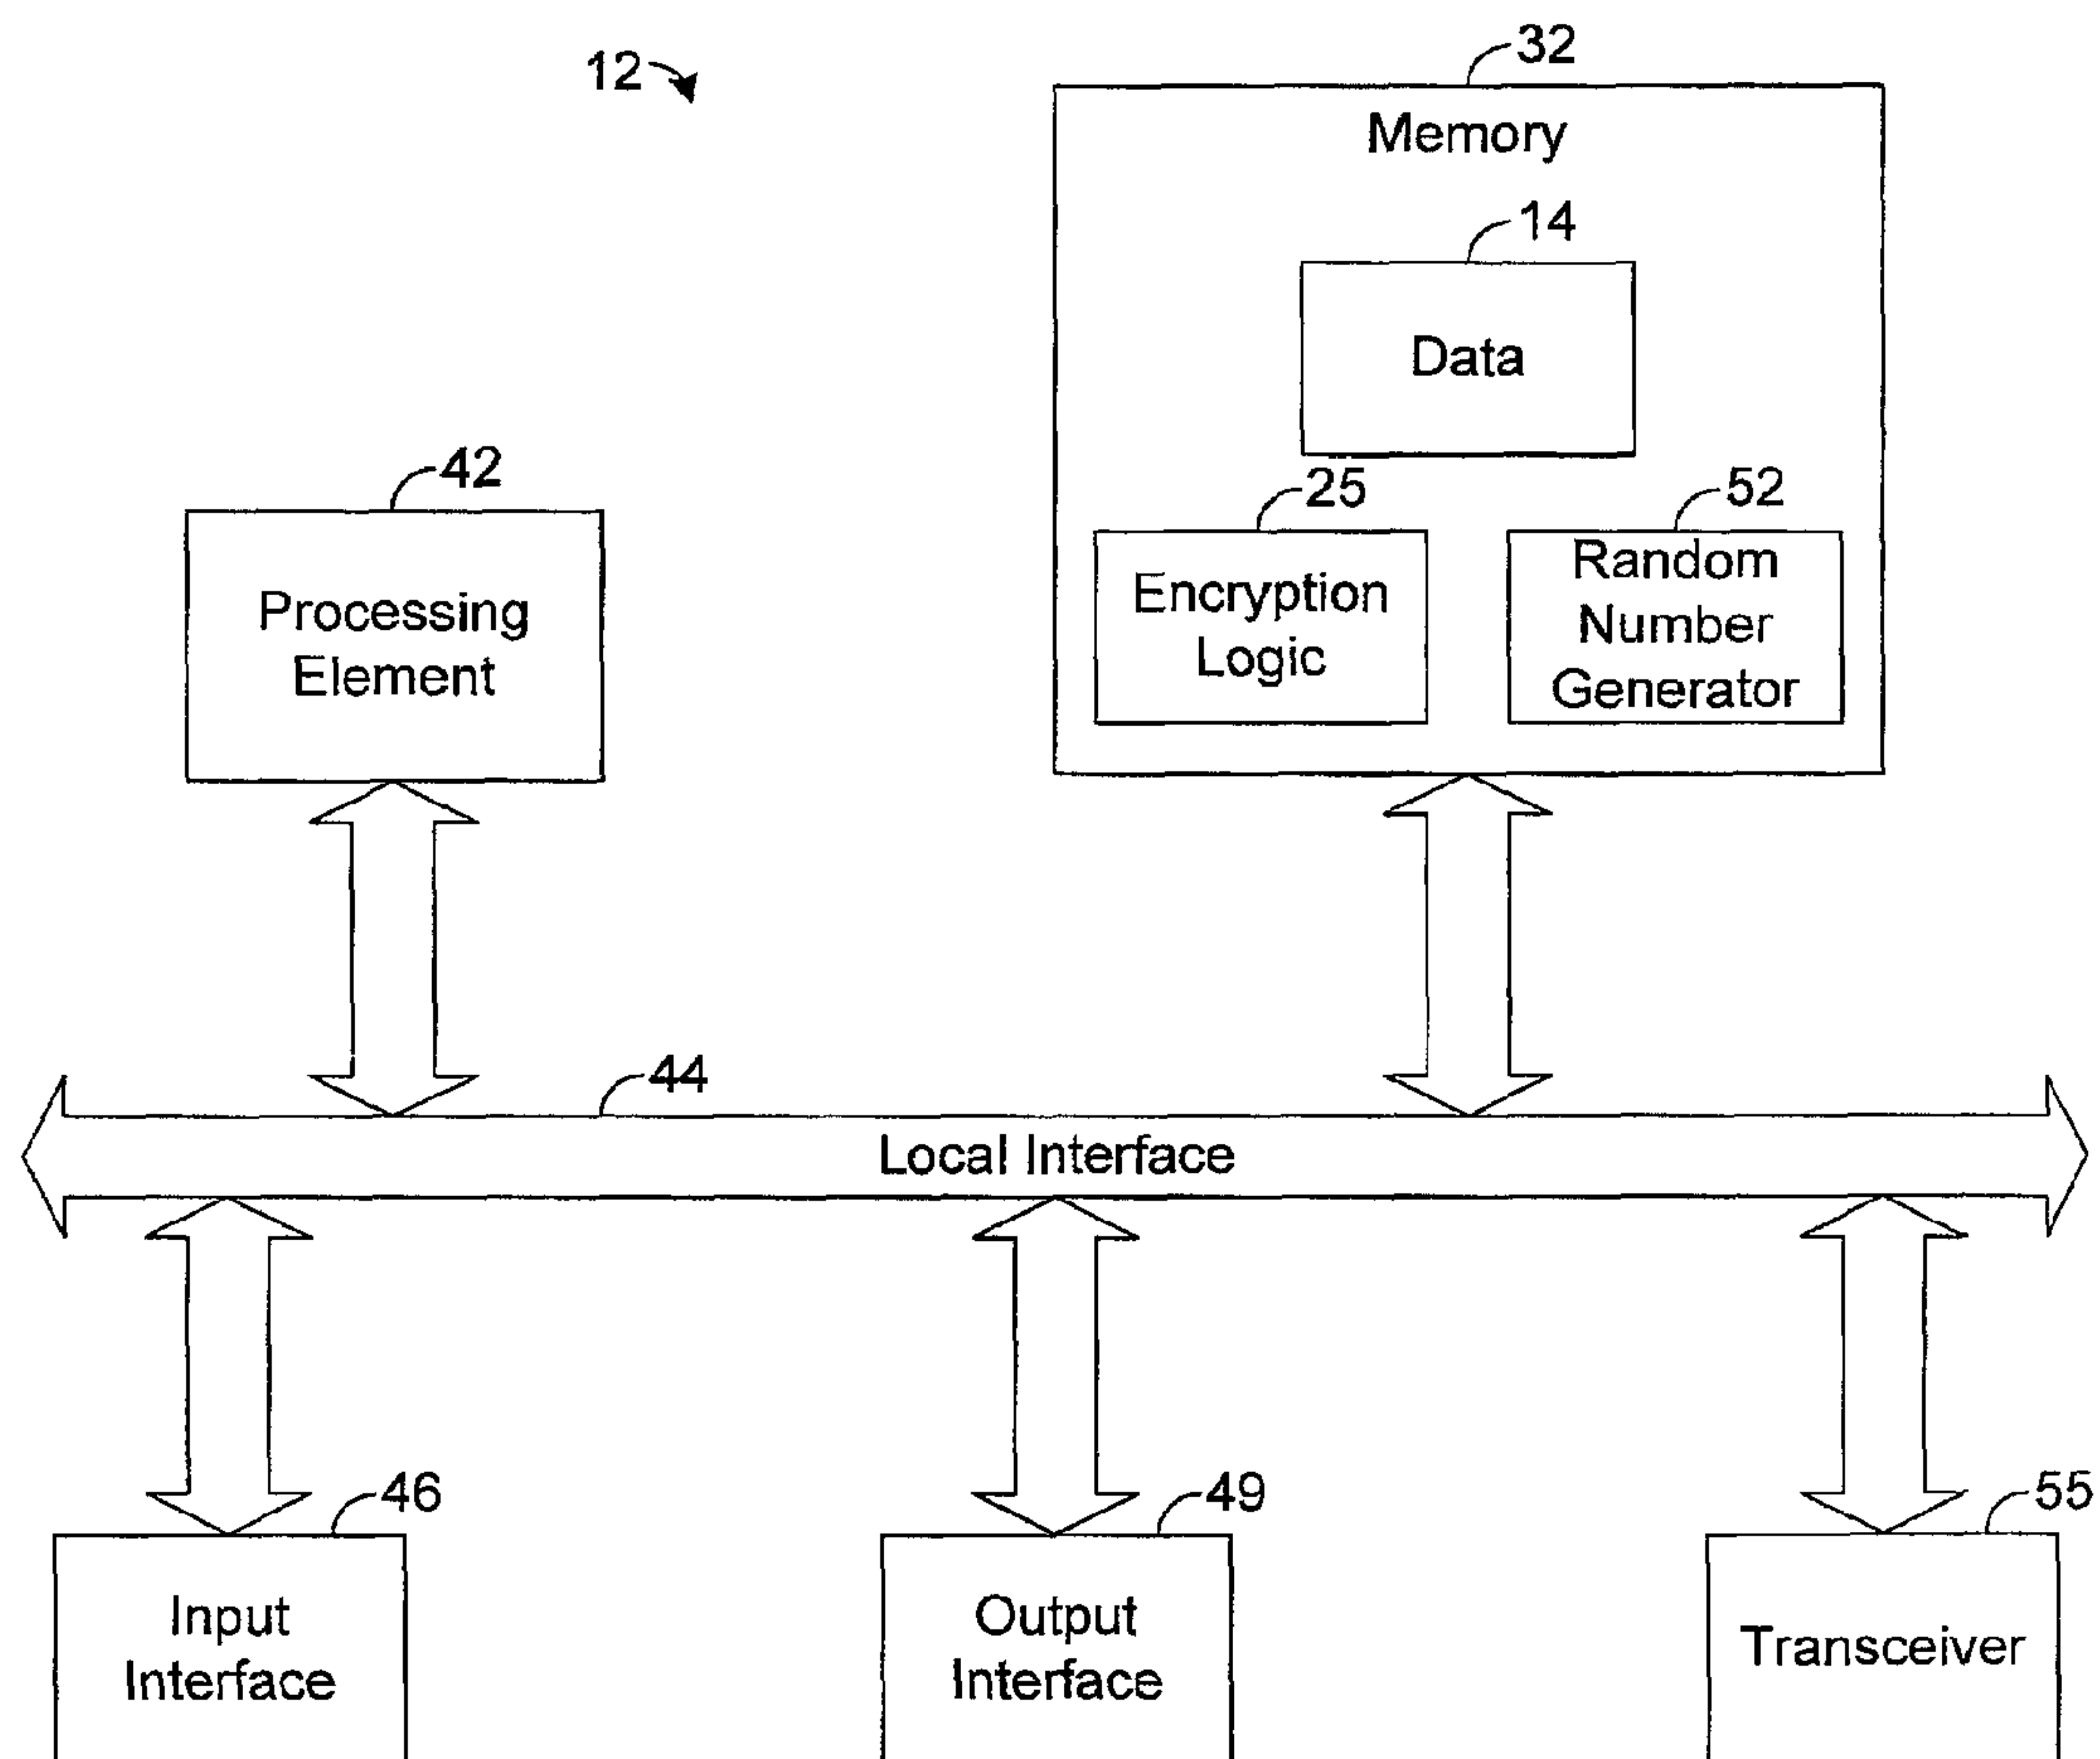 12
32
Memory
14
Data
42
25
52
Processing
Element
Encryption
Logic
Random
Number
Generator
44
Local Interface
46
49
55
Input
Interface
Output
Interface
Transceiver